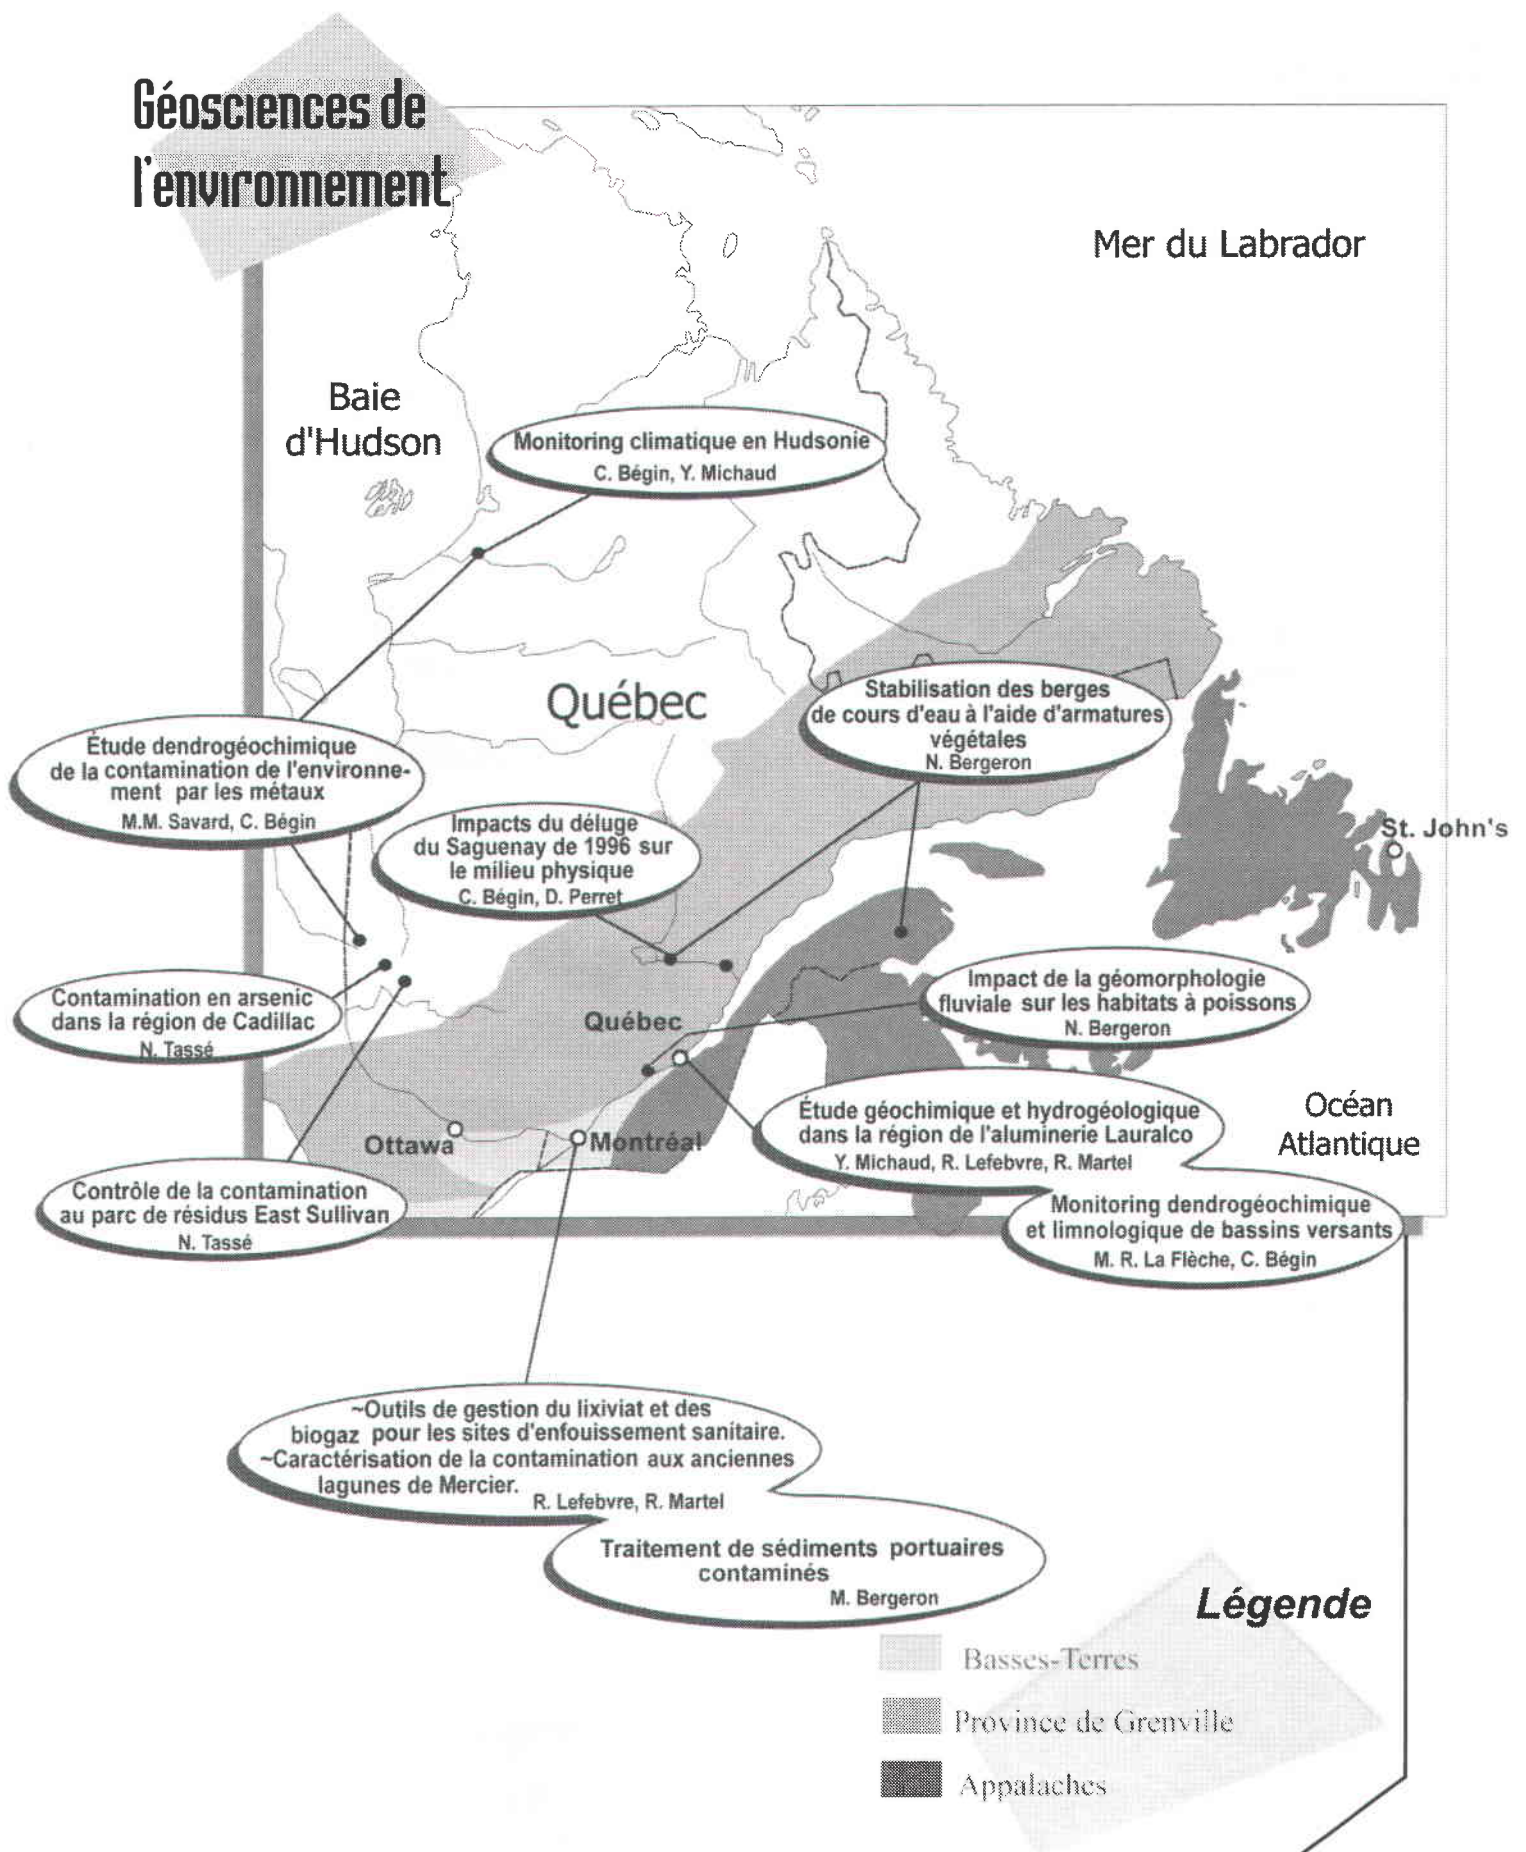 Géosciences de
l'environnement
Mer du Labrador
Baie
d'Hudson
Monitoring climatique en Hudsonie
C. Bégin, Y. Michaud
Québec
Stabilisation des berges
de cours d'eau à l'aide d'armatures
végétales
N. Bergeron
Étude dendrogéochimique
de la contamination de l'environne-
ment par les métaux
M.M. Savard, C. Bégin
Impacts du déluge
du Saguenay de 1996 sur
le milieu physique
C. Bégin, D. Perret
St. John's
Contamination en arsenic
dans la région de Cadillac
N. Tassé
Québec
Impact de la géomorphologie
fluviale sur les habitats à poissons
N. Bergeron
Étude géochimique et hydrogéologique
dans la région de l'aluminerie Lauralco
Y. Michaud, R. Lefebvre, R. Martel
Océan
Atlantique
Ottawa
Montréal
Contrôle de la contamination
au parc de résidus East Sullivan
N. Tassé
Monitoring dendrogéochimique
et limnologique de bassins versants
M. R. La Flèche, C. Bégin
~Outils de gestion du lixiviat et des
biogaz pour les sites d'enfouissement sanitaire.
~Caractérisation de la contamination aux anciennes
lagunes de Mercier.
R. Lefebvre, R. Martel
Traitement de sédiments portuaires
contaminés
M. Bergeron
Légende
Basses-Terres
Province de Grenville
Appalaches